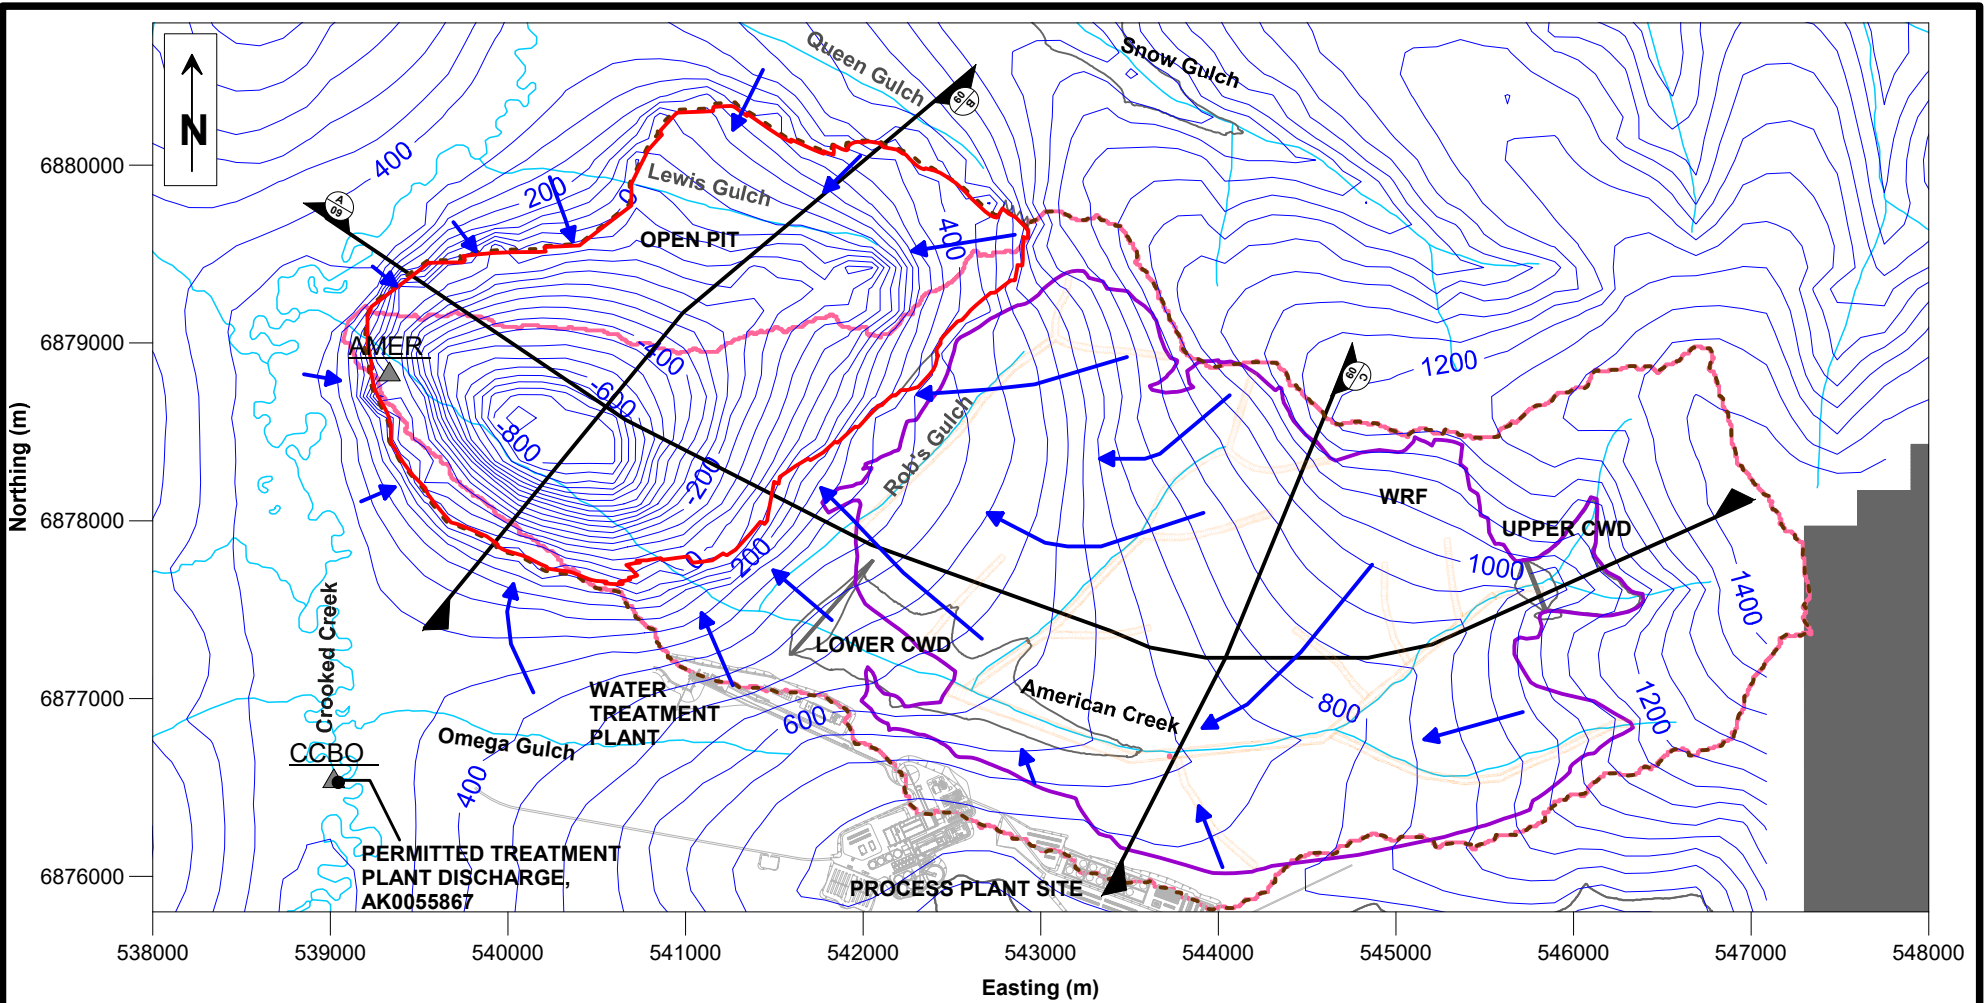 N
Queen Gulch
Snow Gulch
B
09
400
6880000
200
0
Lewis Gulch
A
09
OPEN PIT
400
6879000
AMER
-400
1200
C
09
-600
-800
-200
Rob's Gulch
WRF
Northing (m)
6878000
UPPER CWD
0
200
1000
1400
Crooked Creek
LOWER CWD
6877000
WATER
TREATMENT
PLANT
600
American Creek
800
1200
Omega Gulch
CCBO
400
PERMITTED TREATMENT
PLANT DISCHARGE,
AK0055867
6876000
PROCESS PLANT SITE
538000 539000 540000 541000 542000 543000 544000 545000 546000 547000 548000
Easting (m)